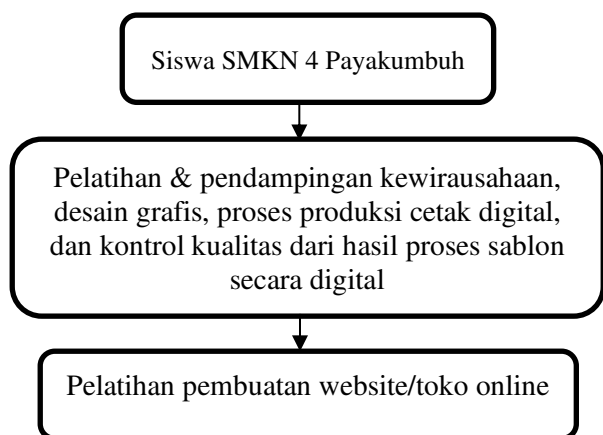 Siswa SMKN 4 Payakumbuh
Pelatihan & pendampingan kewirausahaan,
desain grafis, proses produksi cetak digital,
dan kontrol kualitas dari hasil proses sablon
secara digital
Pelatihan pembuatan website/toko online